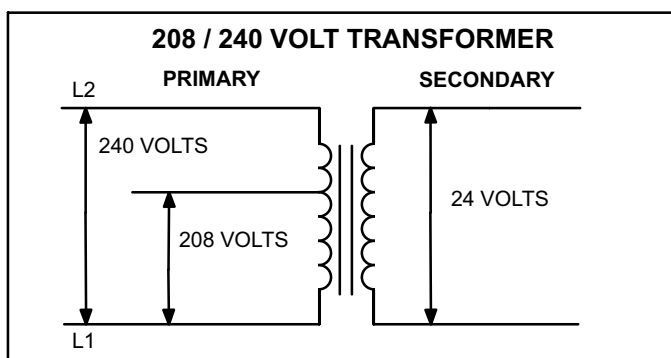 208 / 240 VOLT TRANSFORMER
PRIMARY
SECONDARY
L2
240 VOLTS
208 VOLTS
24 VOLTS
L1